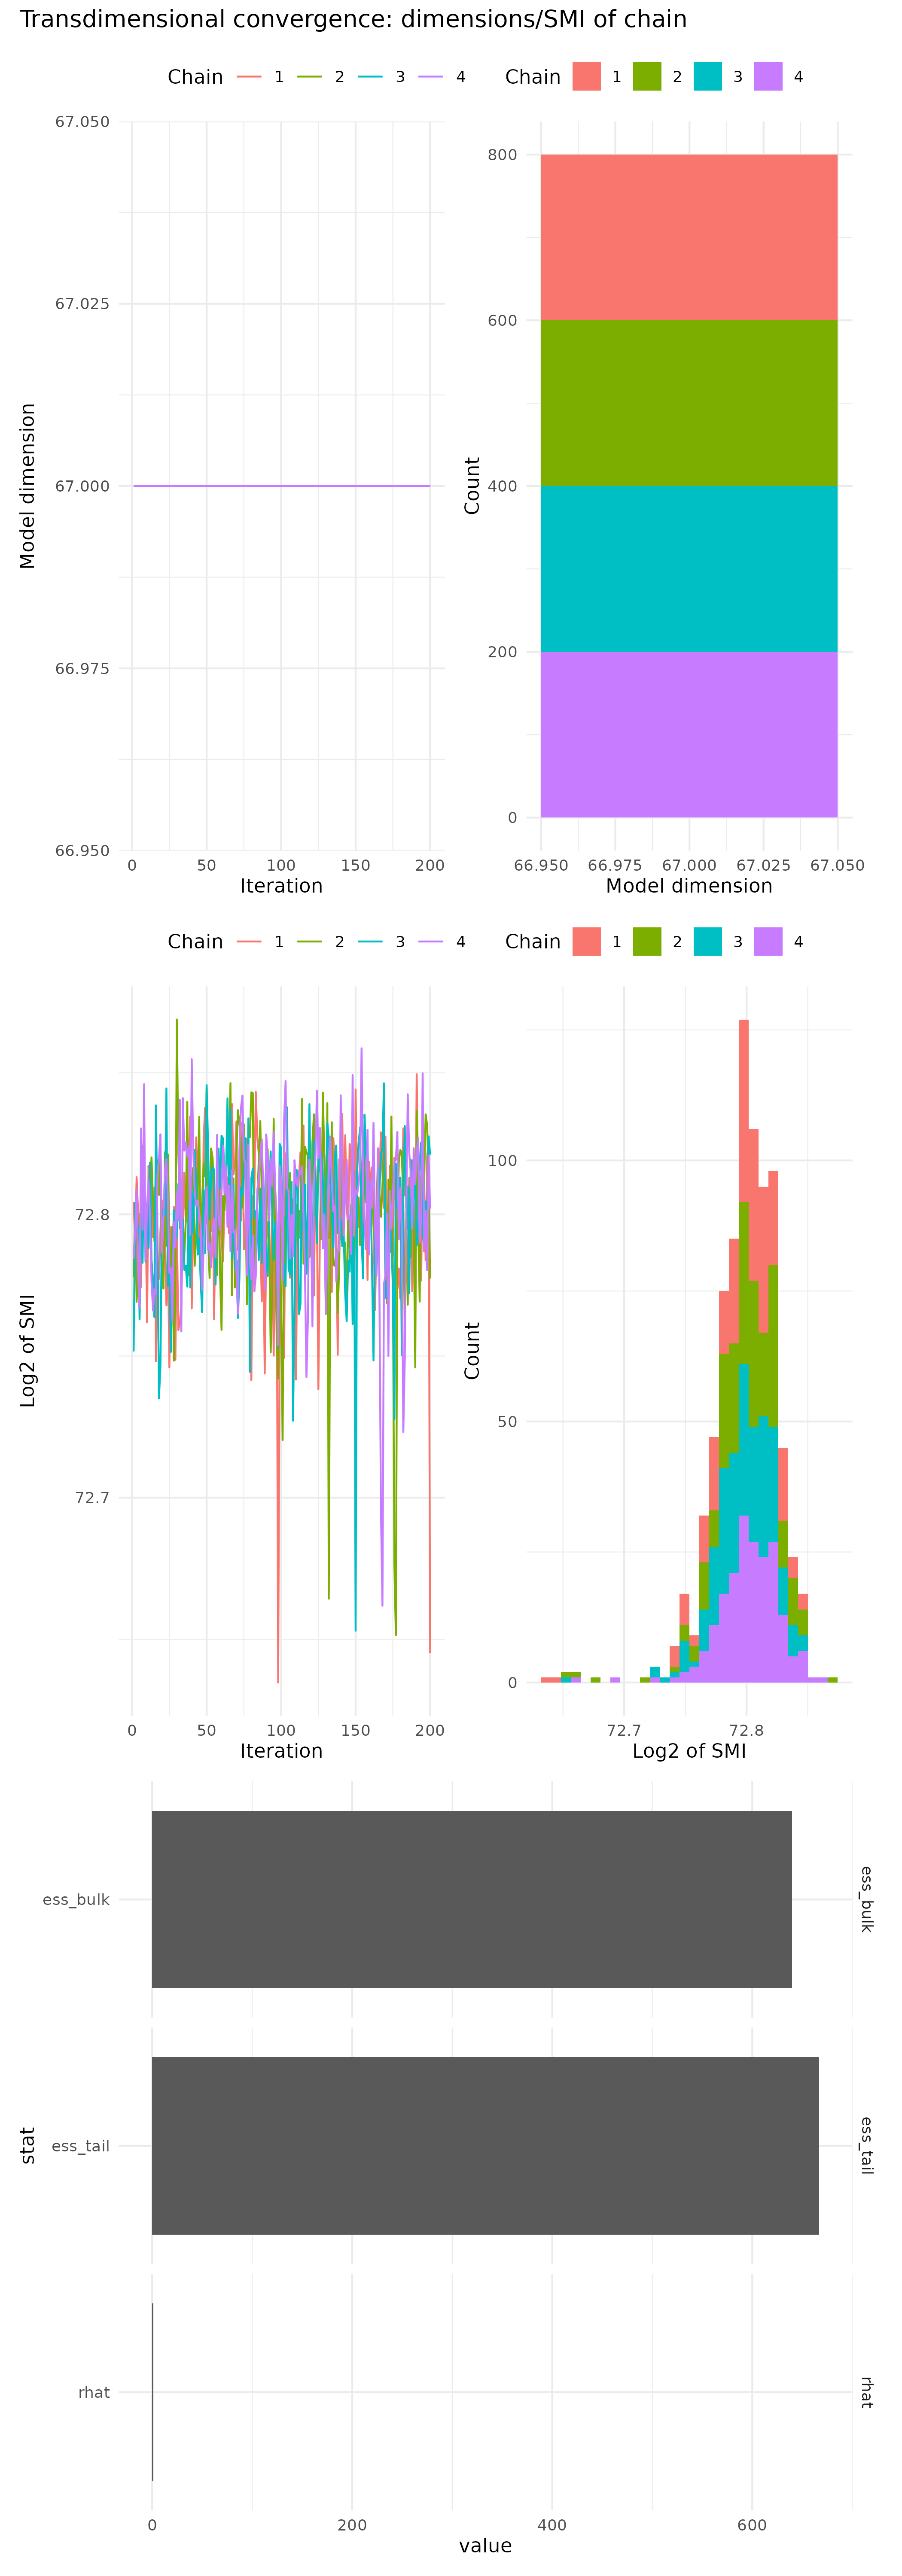 Transdimensional convergence: dimensions/SMI of chain
Chain 1 2 3 4
Chain 1 2 3 4
67.050
67.025
67.000
66.975
66.950
Model dimension
0 50 100 150 200
Iteration
800
600
400
200
0
Count
66.950 66.975 67.000 67.025 67.050
Model dimension
Chain 1 2 3 4
Chain 1 2 3 4
72.8
72.7
Log2 of SMI
0 50 100 150 200
Iteration
100
50
0
Count
72.7 72.8
Log2 of SMI
ess_bulk
ess_bulk
stat
ess_tail
ess_tail
rhat
rhat
0 200 400 600
value